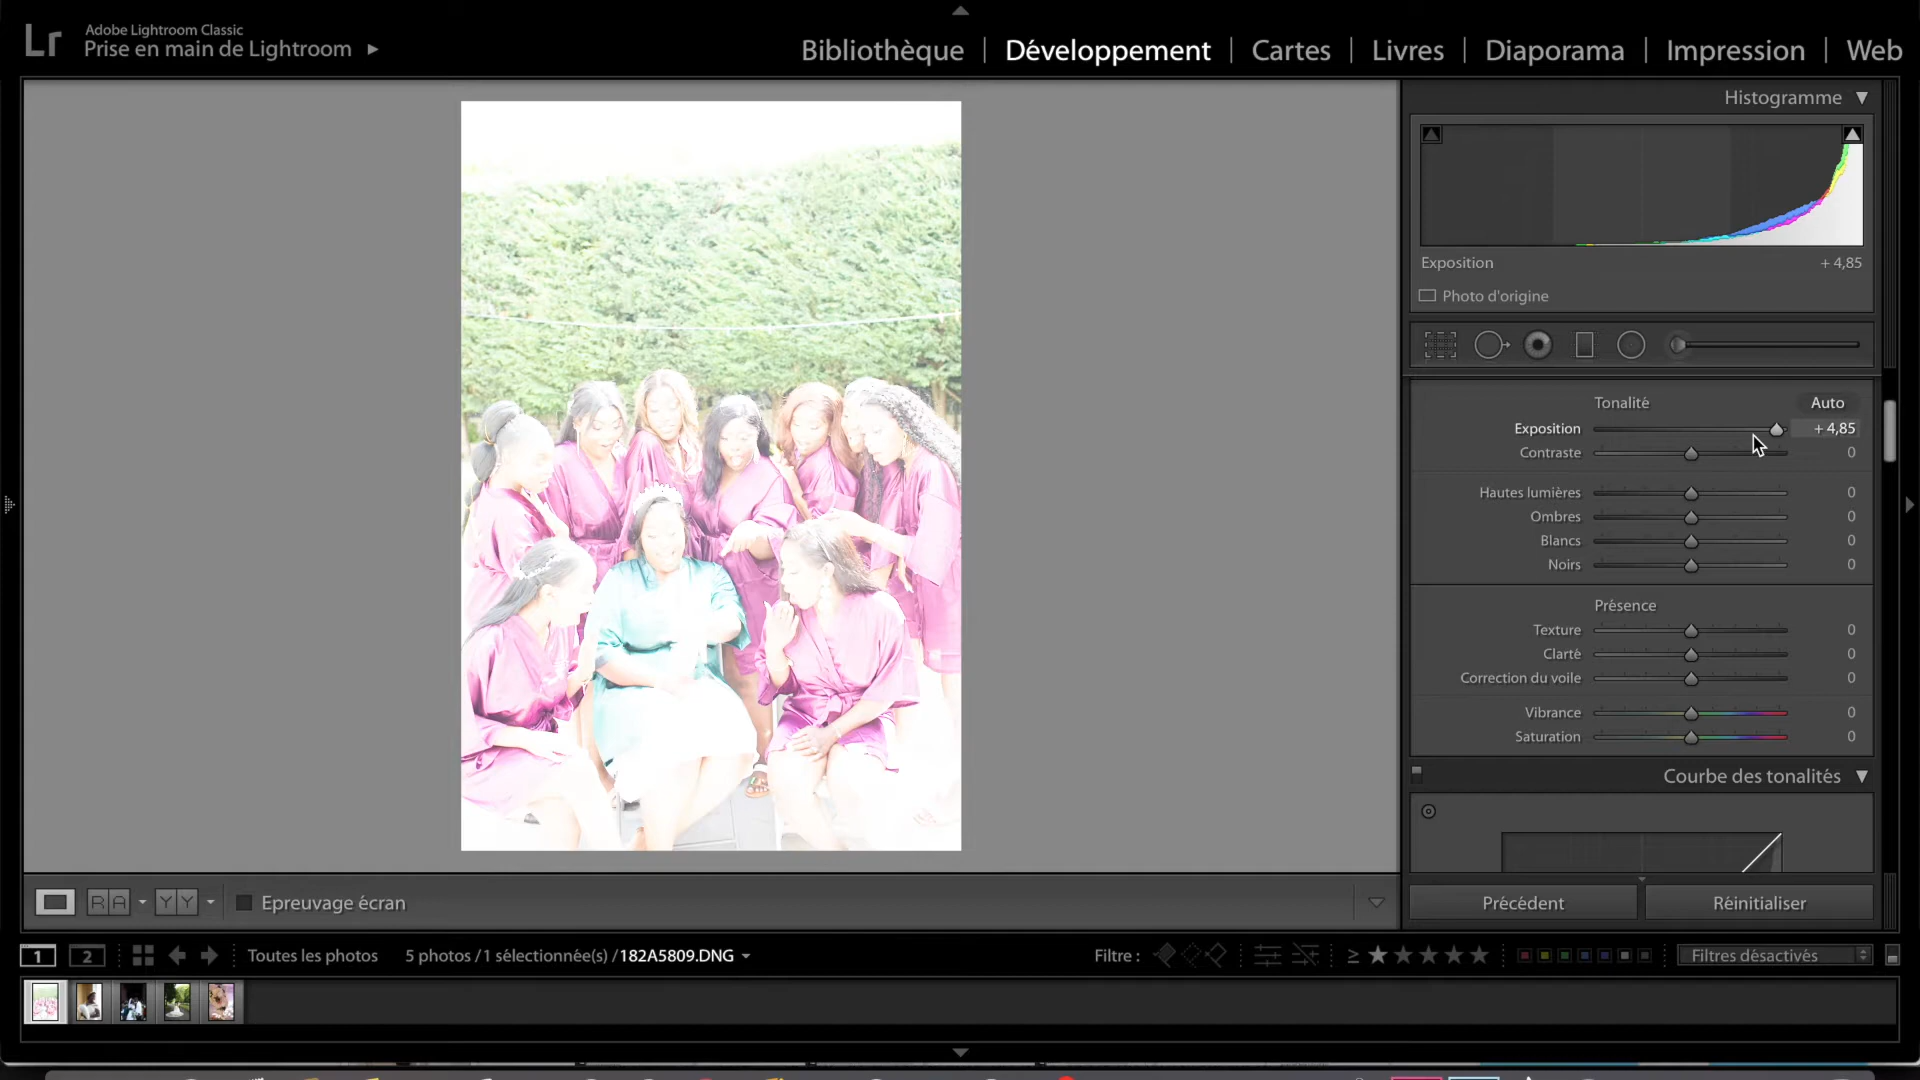 Lr
Adobe Lightroom Classic
Prise en main de Lightroom
Bibliothèque | Développement | Cartes | Livres | Diaporama | Impression | Web
Histogramme
Exposition + 4,85
Photo d'origine
Tonalité Auto
Exposition + 4,85
Contraste 0
Hautes lumières 0
Ombres 0
Blancs 0
Noirs 0
Présence
Texture 0
Clarté 0
Correction du voile 0
Vibrance 0
Saturation 0
Courbe des tonalités
Précédent Réinitialiser
R A Y Y Epreuvage écran
1 2 Toutes les photos 5 photos /1 sélectionnée(s) /182A5809.DNG Filtre : ≥ ★★★★★ Filtres désactivés